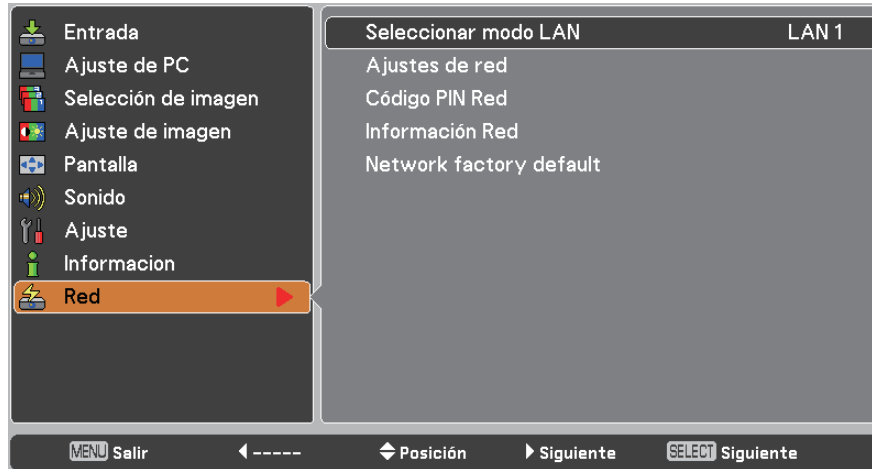 Entrada
Ajuste de PC
Selección de imagen
Ajuste de imagen
Pantalla
Sonido
Ajuste
Informacion
Red
Seleccionar modo LAN LAN 1
Ajustes de red
Código PIN Red
Información Red
Network factory default
MENU Salir ----- Posición Siguiente SELECT Siguiente